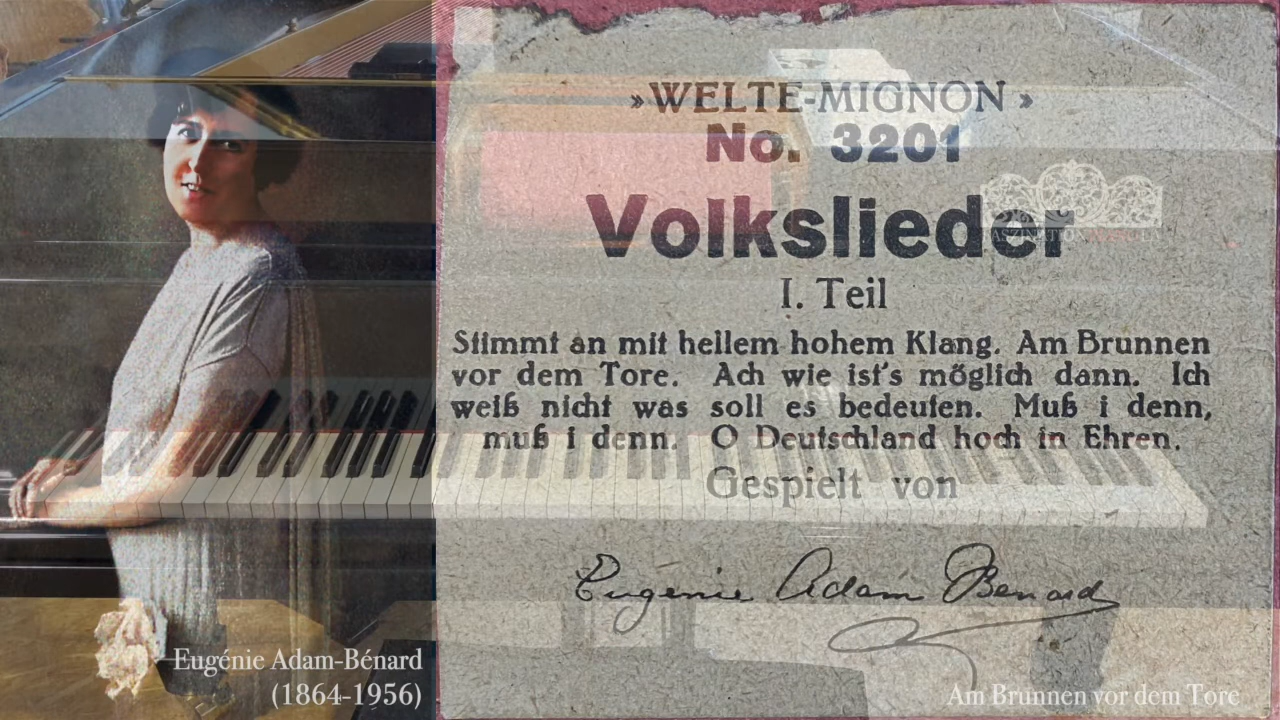 »WELTE-MIGNON»
No. 3201
Volkslieder
FASZINATION
I. Teil
Stimmt an mit hellem hohem Klang. Am Brunnen
vor dem Tore. Ach wie ist's möglich dann. Ich
weiß nicht was soll es bedeuten. Muß i denn,
muß i denn. O Deutschland hoch in Ehren.
Gespielt von
Eugenie Adam Benard
Eugénie Adam-Bénard
(1864-1956)
Am Brunnen vor dem Tore